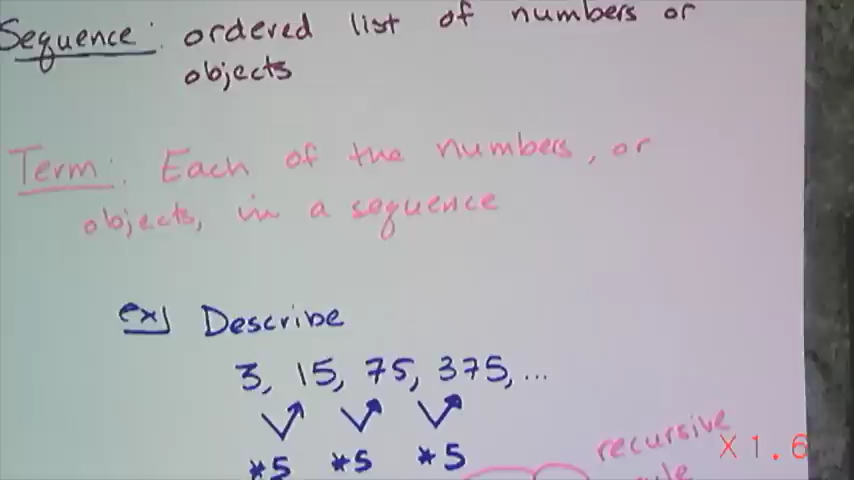 Sequence: ordered list of numbers or
objects
Term: Each of the numbers, or
objects, in a sequence
ex) Describe
3, 15, 75, 375, ...
*5 *5 *5
recursive
X1.6